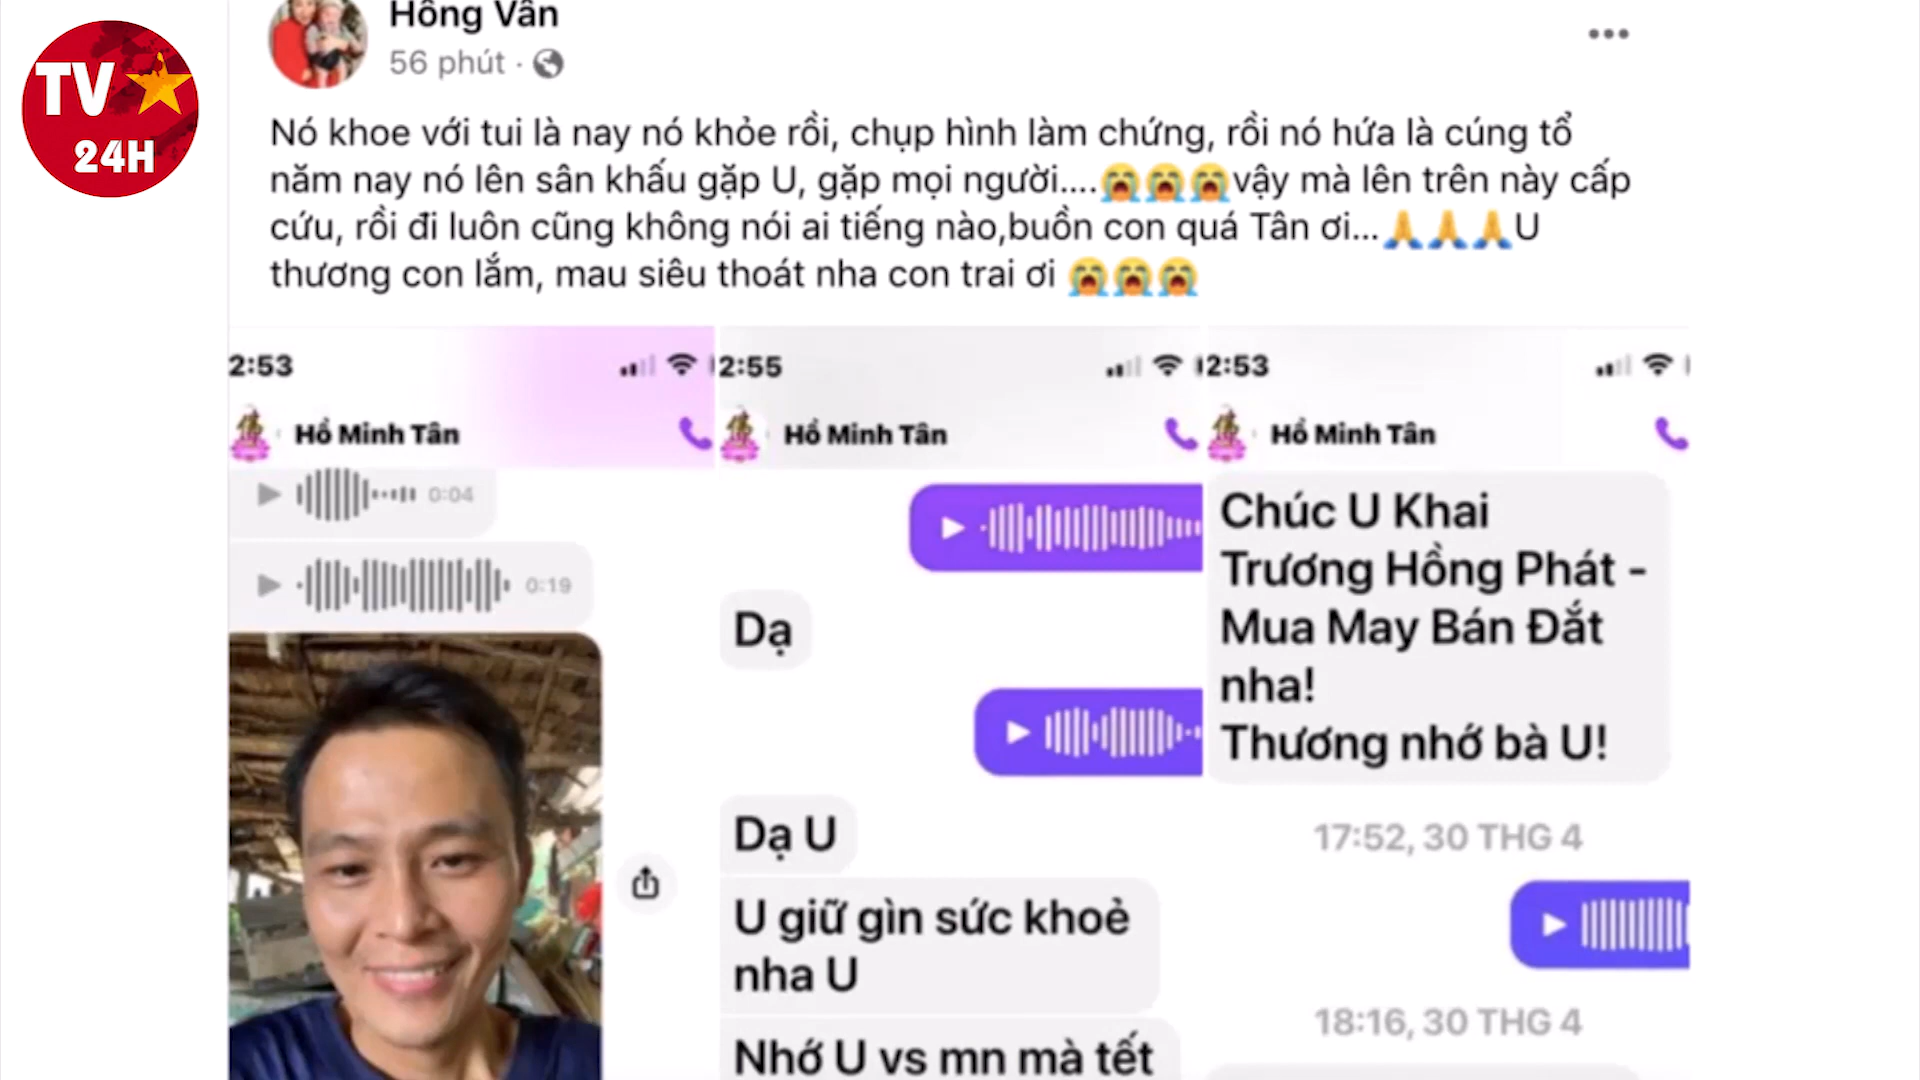 TV
24H
Hồng Vân
56 phút ·
Nó khoe với tui là nay nó khỏe rồi, chụp hình làm chứng, rồi nó hứa là cúng tổ
năm nay nó lên sân khấu gặp U, gặp mọi người....😭😭😭vậy mà lên trên này cấp
cứu, rồi đi luôn cũng không nói ai tiếng nào,buồn con quá Tân ơi...🙏🙏🙏U
thương con lắm, mau siêu thoát nha con trai ơi 😭😭😭
2:53
Hồ Minh Tân
0:04
0:19
2:55
Hồ Minh Tân
Dạ
Dạ U
U giữ gìn sức khoẻ
nha U
Nhớ U vs mn mà tết
2:53
Hồ Minh Tân
Chúc U Khai
Trương Hồng Phát -
Mua May Bán Đắt
nha!
Thương nhớ bà U!
17:52, 30 THG 4
18:16, 30 THG 4